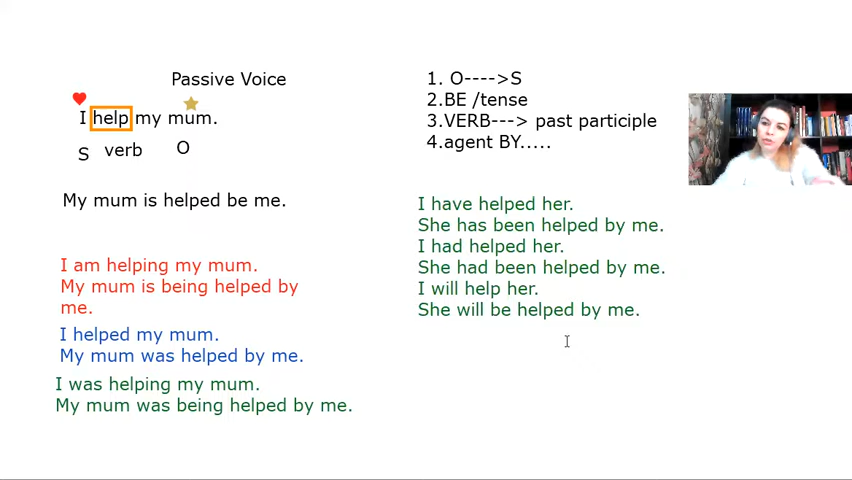 Passive Voice
I help my mum.
S verb O
My mum is helped be me.
I am helping my mum.
My mum is being helped by
me.
I helped my mum.
My mum was helped by me.
I was helping my mum.
My mum was being helped by me.
1. O---->S
2.BE /tense
3.VERB---> past participle
4.agent BY.....
I have helped her.
She has been helped by me.
I had helped her.
She had been helped by me.
I will help her.
She will be helped by me.